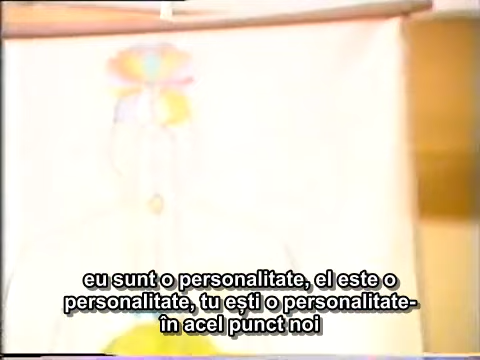 eu sunt o personalitate, el este o
personalitate, tu ești o personalitate-
în acel punct noi